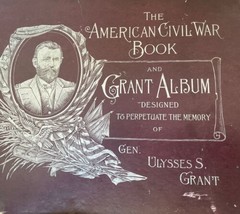 THE
AMERICAN CIVIL WAR
BOOK
AND
GRANT ALBUM
"DESIGNED
TO PERPETUATE THE MEMORY
OF
GEN.
ULYSSES S.
GRANT